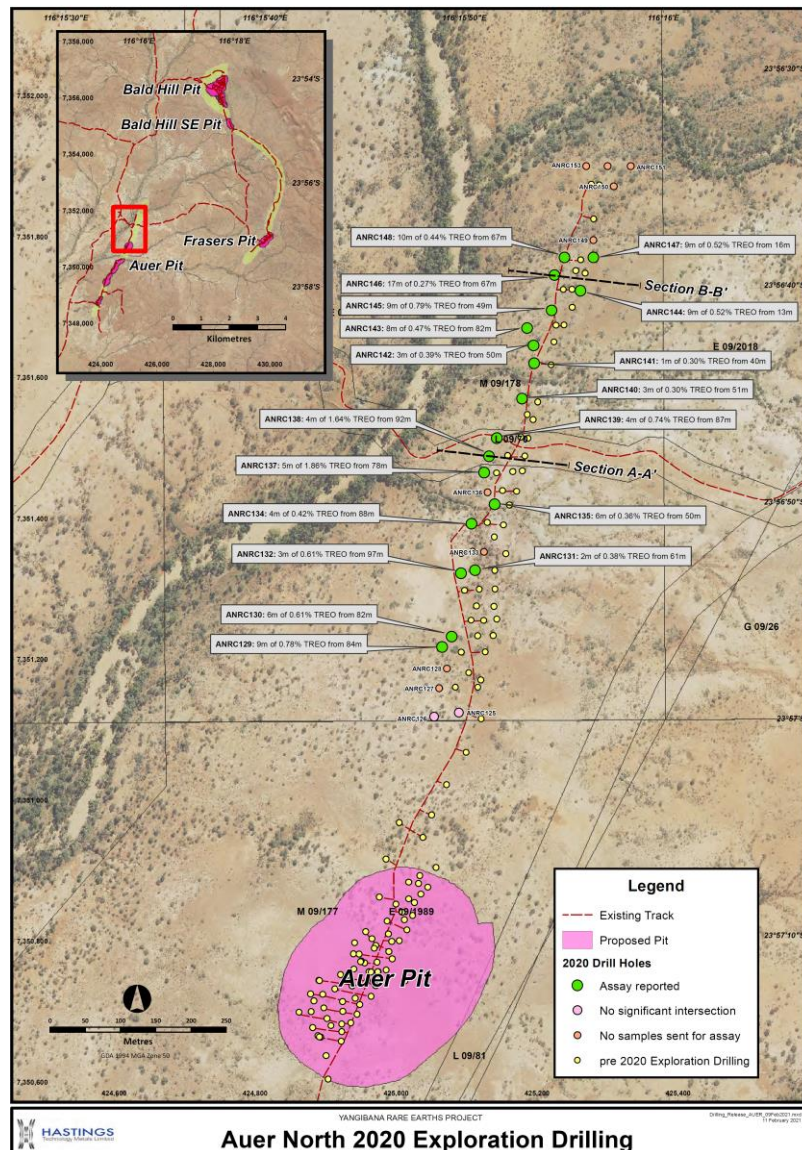 116°15'30"E
116°15'40"E
116°15'50"E
116°16'E
116°16'E
116°18'E
7,358,000
7,356,000
7,354,000
7,352,000
7,350,000
7,348,000
23°54'S
23°56'S
23°58'S
Bald Hill Pit
Bald Hill SE Pit
Frasers Pit
Auer Pit
0 1 2 3 4
Kilometres
424,000
426,000
428,000
430,000
23°56'30"S
7,352,000
ANRC153
ANRC151
ANRC150
ANRC149
7,351,800
ANRC148: 10m of 0.44% TREO from 67m
ANRC147: 9m of 0.52% TREO from 16m
ANRC146: 17m of 0.27% TREO from 67m
Section B-B'
23°56'40"S
ANRC145: 9m of 0.79% TREO from 49m
ANRC144: 9m of 0.52% TREO from 13m
ANRC143: 8m of 0.47% TREO from 82m
E 09/2018
ANRC142: 3m of 0.39% TREO from 50m
ANRC141: 1m of 0.30% TREO from 40m
7,351,600
M 09/178
ANRC140: 3m of 0.30% TREO from 51m
ANRC138: 4m of 1.64% TREO from 92m
ANRC139: 4m of 0.74% TREO from 87m
ANRC137: 5m of 1.86% TREO from 78m
Section A-A'
ANRC136
23°56'50"S
7,351,400
ANRC134: 4m of 0.42% TREO from 88m
ANRC135: 6m of 0.36% TREO from 50m
ANRC133
ANRC132: 3m of 0.61% TREO from 97m
ANRC131: 2m of 0.38% TREO from 61m
ANRC130: 6m of 0.61% TREO from 82m
G 09/26
ANRC129: 9m of 0.78% TREO from 84m
7,351,200
ANRC128
ANRC127
ANRC126
ANRC125
23°57'S
7,351,000
M 09/177
E 09/1989
7,350,800
23°57'10"S
Auer Pit
0 50 100 150 200 250
Metres
GDA 1994 MGA Zone 50
L 09/81
7,350,600
424,600
424,800
425,000
425,200
425,400
Legend
Existing Track
Proposed Pit
2020 Drill Holes
Assay reported
No significant intersection
No samples sent for assay
pre 2020 Exploration Drilling
HASTINGS
Technology Metals Limited
YANGIBANA RARE EARTHS PROJECT
Auer North 2020 Exploration Drilling
Drilling_Release_AUER_09Feb2021.mxd
11 February 2021